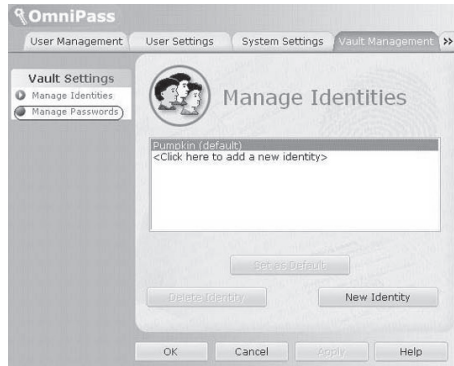 OmniPass
User Management User Settings System Settings Vault Management »
Vault Settings
Manage Identities
Manage Passwords
Manage Identities
Pumpkin (default)
<Click here to add a new identity>
Set as Default
Delete Identity New Identity
OK Cancel Apply Help